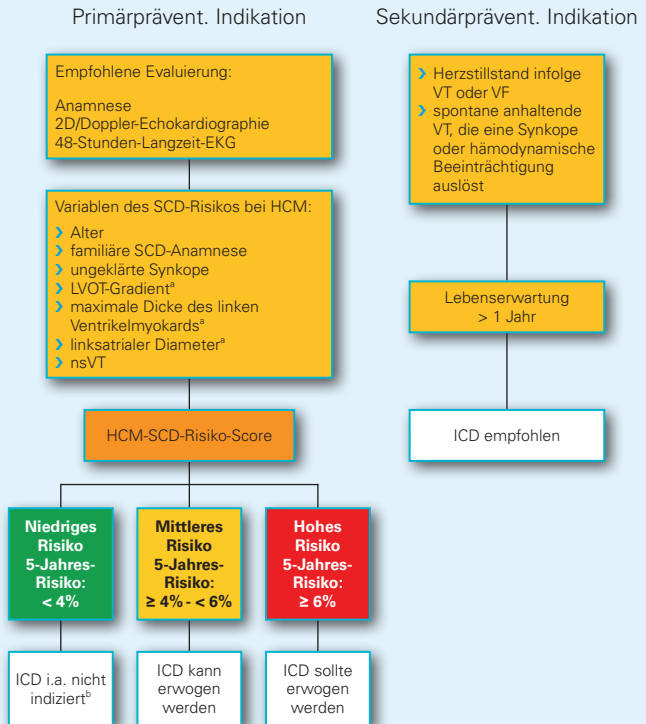 Primärprävent. Indikation
Empfohlene Evaluierung:
Anamnese
2D/Doppler-Echokardiographie
48-Stunden-Langzeit-EKG
Variablen des SCD-Risikos bei HCM:
› Alter
› familiäre SCD-Anamnese
› ungeklärte Synkope
› LVOT-Gradientᵃ
› maximale Dicke des linken
Ventrikelmyokardsᵃ
› linksatrialer Diameterᵃ
› nsVT
HCM-SCD-Risiko-Score
Niedriges
Risiko
5-Jahres-
Risiko:
< 4%
ICD i.a. nicht
indiziertᵇ
Mittleres
Risiko
5-Jahres-
Risiko:
≥ 4% - < 6%
ICD kann
erwogen
werden
Hohes
Risiko
5-Jahres-
Risiko:
≥ 6%
ICD sollte
erwogen
werden
Sekundärprävent. Indikation
› Herzstillstand infolge
VT oder VF
› spontane anhaltende
VT, die eine Synkope
oder hämodynamische
Beeinträchtigung
auslöst
Lebenserwartung
> 1 Jahr
ICD empfohlen